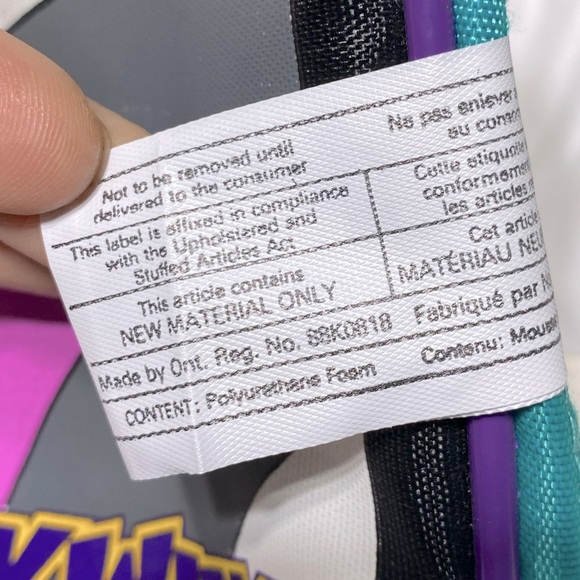 Not to be removed until
delivered to the consumer
This label is affixed in compliance
with the Upholstered and
Stuffed Articles Act
This article contains
NEW MATERIAL ONLY
Made by Ont. Reg. No. 88K0818
CONTENT: Polyurethane Foam
Ne pas enlever
au
Cette étiquette
conformément
les articles
Cet article
MATÉRIAU
Fabriqué par
Contenu: